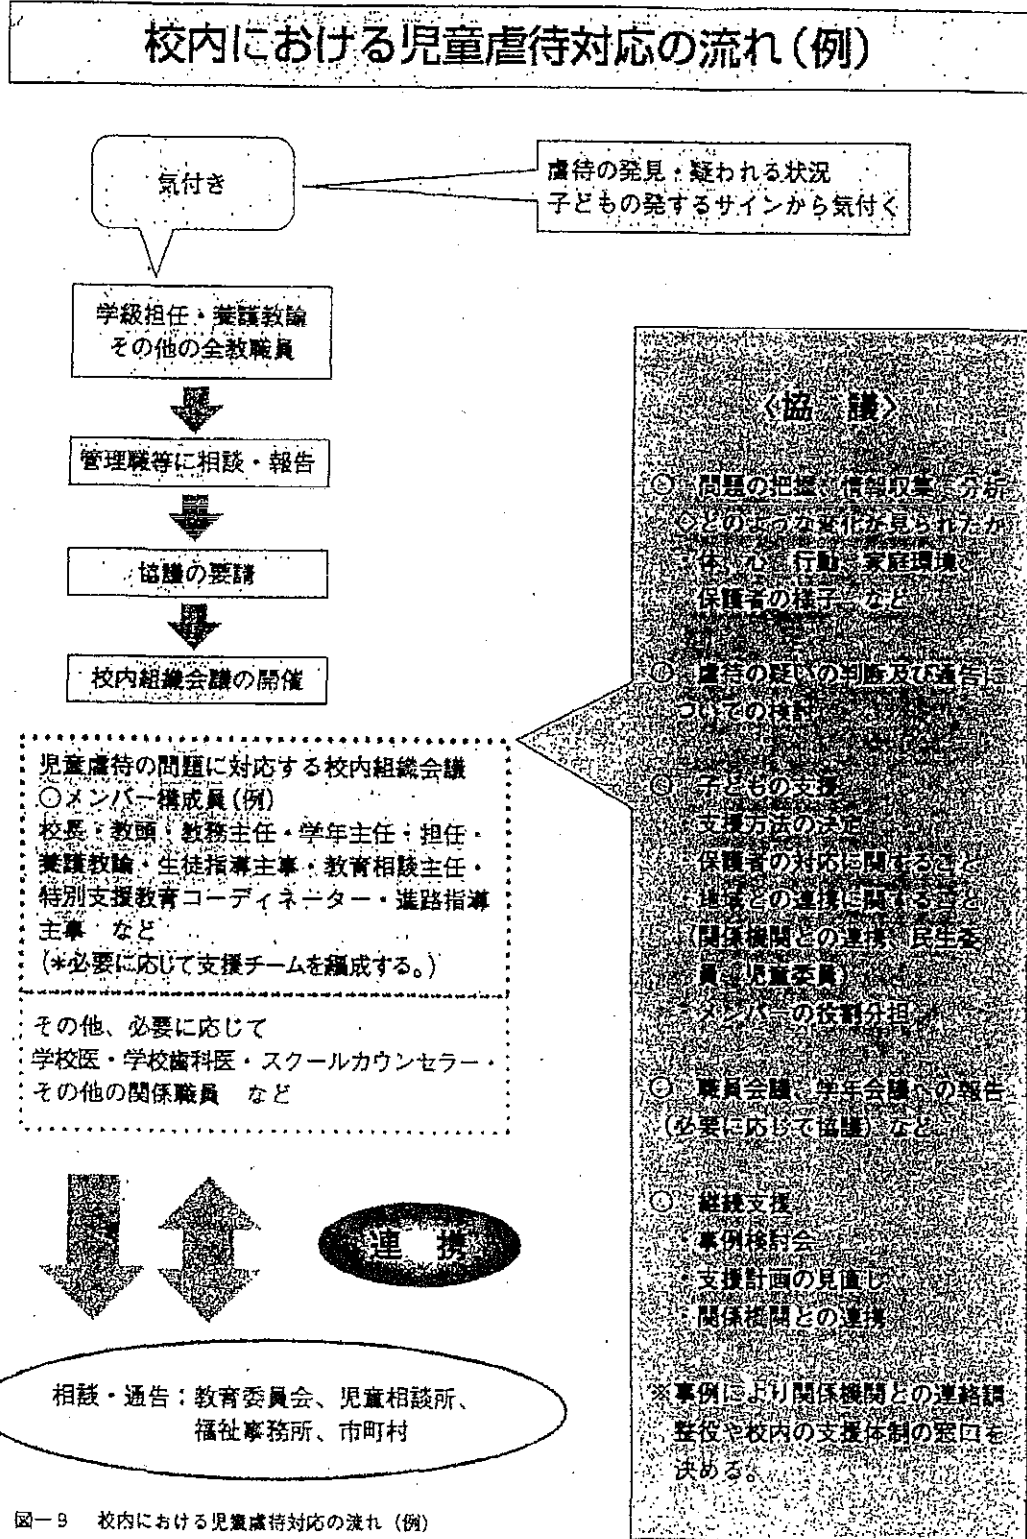 校内における児童虐待対応の流れ(例)
気付き
虐待の発見・疑われる状況
子どもの発するサインから気付く
学級担任・養護教諭
その他の全教職員
管理職等に相談・報告
協議の要請
校内組織会議の開催
児童虐待の問題に対応する校内組織会議
○メンバー構成員(例)
校長・教頭・教務主任・学年主任・担任・
養護教諭・生徒指導主事・教育相談主任・
特別支援教育コーディネーター・進路指導
主事 など
(*必要に応じて支援チームを編成する。)
その他、必要に応じて
学校医・学校歯科医・スクールカウンセラー・
その他の関係職員 など
連携
相談・通告:教育委員会、児童相談所、
福祉事務所、市町村
〈協 議〉
○ 問題の把握、情報収集、分析
◇どのような変化が見られたか
体、心、行動、家庭環境、
保護者の様子 など
○ 虐待の疑いの判断及び通告に
ついての検討
○ 子どもの支援
支援方法の決定
保護者の対応に関すること
地域との連携に関すること
関係機関との連携、民生委
員、児童委員)
メンバーの役割分担
○ 職員会議、学年会議への報告
(必要に応じて協議) など
○ 継続支援
・事例検討会
・支援計画の見直し
・関係機関との連携
※事例により関係機関との連絡調
整役や校内の支援体制の窓口を
決める。
図-9 校内における児童虐待対応の流れ (例)